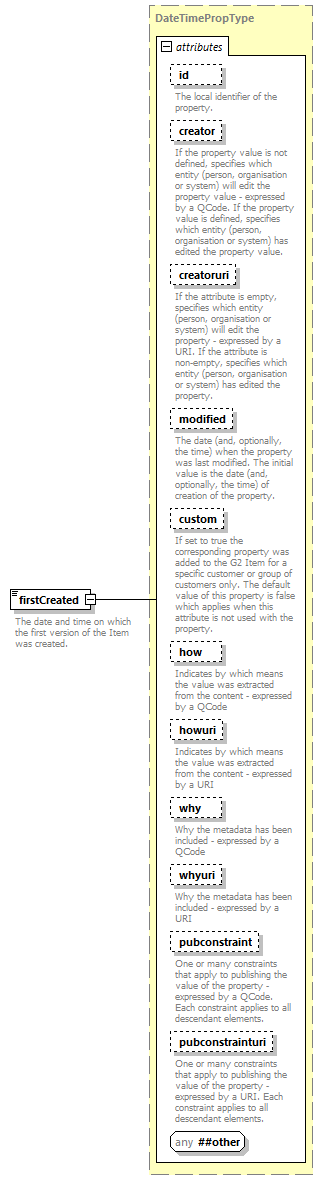 DateTimePropType
attributes
id
The local identifier of the
property.
creator
If the property value is not
defined, specifies which
entity (person, organisation
or system) will edit the
property value - expressed
by a QCode. If the property
value is defined, specifies
which entity (person,
organisation or system) has
edited the property value.
creatoruri
If the attribute is empty,
specifies which entity
(person, organisation or
system) will edit the
property - expressed by a
URI. If the attribute is
non-empty, specifies which
entity (person, organisation
or system) has edited the
property.
modified
The date (and, optionally,
the time) when the property
was last modified. The initial
value is the date (and,
optionally, the time) of
creation of the property.
custom
If set to true the
corresponding property was
added to the G2 Item for a
specific customer or group of
customers only. The default
value of this property is false
which applies when this
attribute is not used with the
property.
firstCreated
The date and time on which
the first version of the Item
was created.
how
Indicates by which means
the value was extracted
from the content - expressed
by a QCode
howuri
Indicates by which means
the value was extracted
from the content - expressed
by a URI
why
Why the metadata has been
included - expressed by a
QCode
whyuri
Why the metadata has been
included - expressed by a
URI
pubconstraint
One or many constraints
that apply to publishing the
value of the property -
expressed by a QCode.
Each constraint applies to all
descendant elements.
pubconstrainturi
One or many constraints
that apply to publishing the
value of the property -
expressed by a URI. Each
constraint applies to all
descendant elements.
any ##other